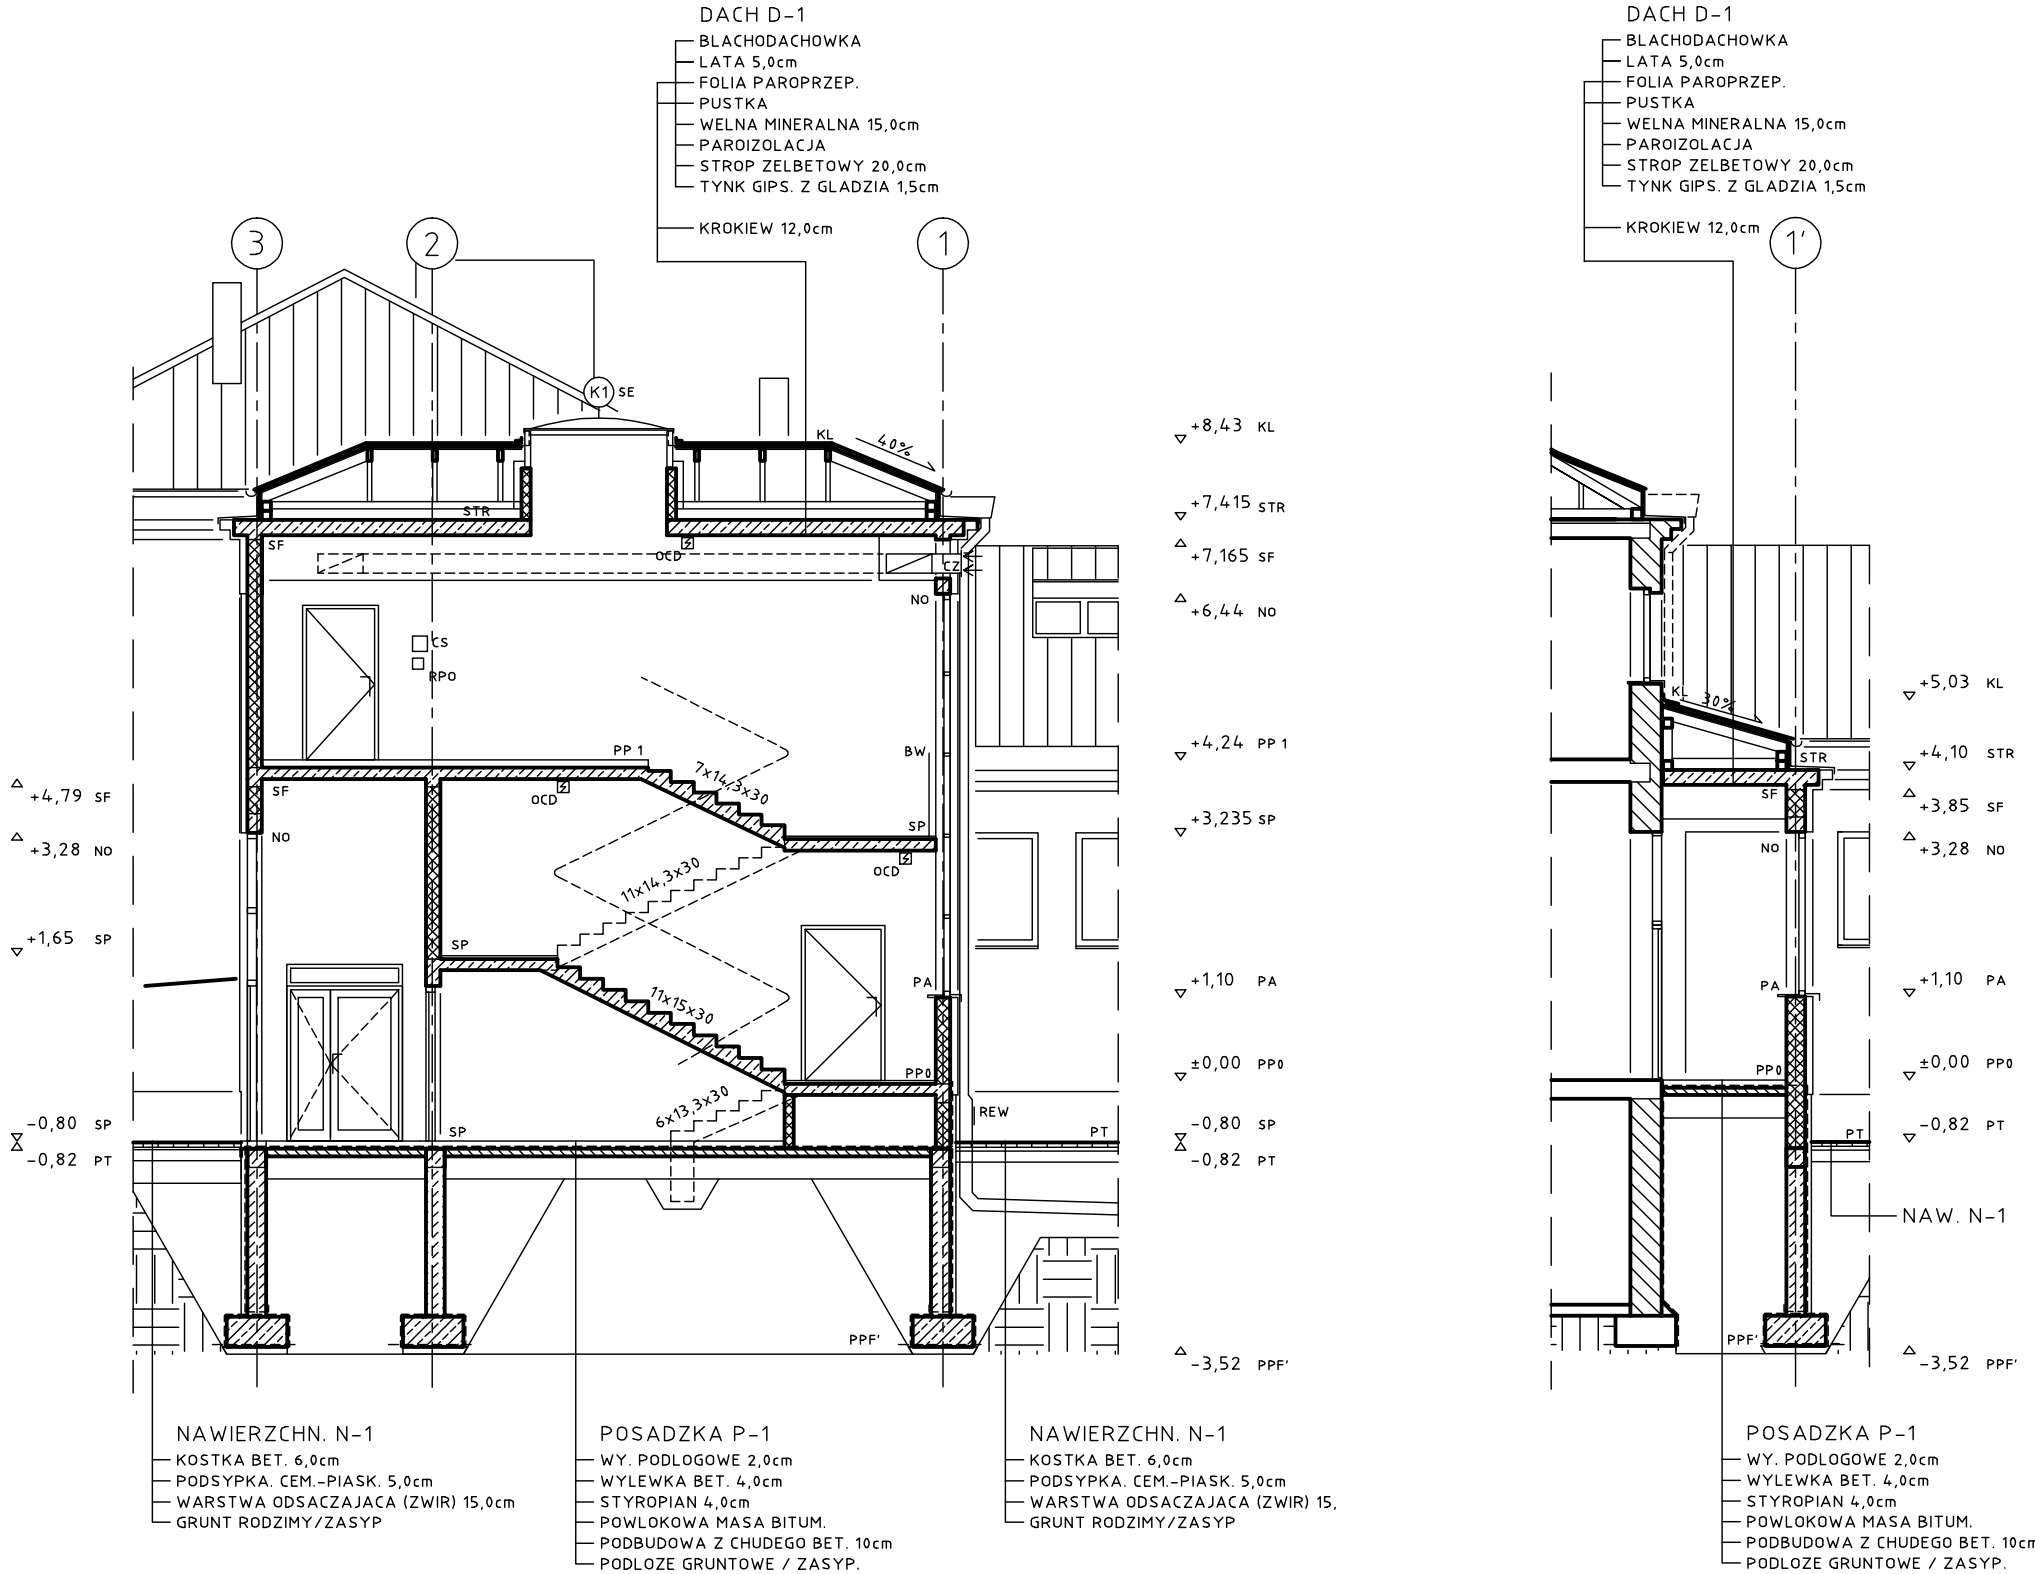 DACH D-1
BLACHODACHOWKA
LATA 5,0cm
FOLIA PAROPRZEP.
PUSTKA
WELNA MINERALNA 15,0cm
PAROIZOLACJA
STROP ZELBETOWY 20,0cm
TYNK GIPS. Z GLADZIA 1,5cm
KROKIEW 12,0cm
3
2
1
K1
SE
KL
40%
STR
SF
OCD
CZ
NO
CS
RPO
PP 1
BW
SF
OCD
7x14,3x30
SP
NO
OCD
11x14,3x30
SP
PA
11x15x30
PP0
6x13,3x30
SP
REW
PT
PPF'
+4,79 SF
+3,28 NO
+1,65 SP
-0,80 SP
-0,82 PT
+8,43 KL
+7,415 STR
+7,165 SF
+6,44 NO
+4,24 PP 1
+3,235 SP
+1,10 PA
±0,00 PP0
-0,80 SP
-0,82 PT
-3,52 PPF'
NAWIERZCHN. N-1
KOSTKA BET. 6,0cm
PODSYPKA. CEM.-PIASK. 5,0cm
WARSTWA ODSACZAJACA (ZWIR) 15,0cm
GRUNT RODZIMY/ZASYP
POSADZKA P-1
WY. PODLOGOWE 2,0cm
WYLEWKA BET. 4,0cm
STYROPIAN 4,0cm
POWLOKOWA MASA BITUM.
PODBUDOWA Z CHUDEGO BET. 10cm
PODLOZE GRUNTOWE / ZASYP.
NAWIERZCHN. N-1
KOSTKA BET. 6,0cm
PODSYPKA. CEM.-PIASK. 5,0cm
WARSTWA ODSACZAJACA (ZWIR) 15,
GRUNT RODZIMY/ZASYP
DACH D-1
BLACHODACHOWKA
LATA 5,0cm
FOLIA PAROPRZEP.
PUSTKA
WELNA MINERALNA 15,0cm
PAROIZOLACJA
STROP ZELBETOWY 20,0cm
TYNK GIPS. Z GLADZIA 1,5cm
KROKIEW 12,0cm
1'
KL
30%
STR
SF
NO
PA
PP0
PT
NAW. N-1
PPF'
+5,03 KL
+4,10 STR
+3,85 SF
+3,28 NO
+1,10 PA
±0,00 PP0
-0,82 PT
-3,52 PPF'
POSADZKA P-1
WY. PODLOGOWE 2,0cm
WYLEWKA BET. 4,0cm
STYROPIAN 4,0cm
POWLOKOWA MASA BITUM.
PODBUDOWA Z CHUDEGO BET. 10cm
PODLOZE GRUNTOWE / ZASYP.